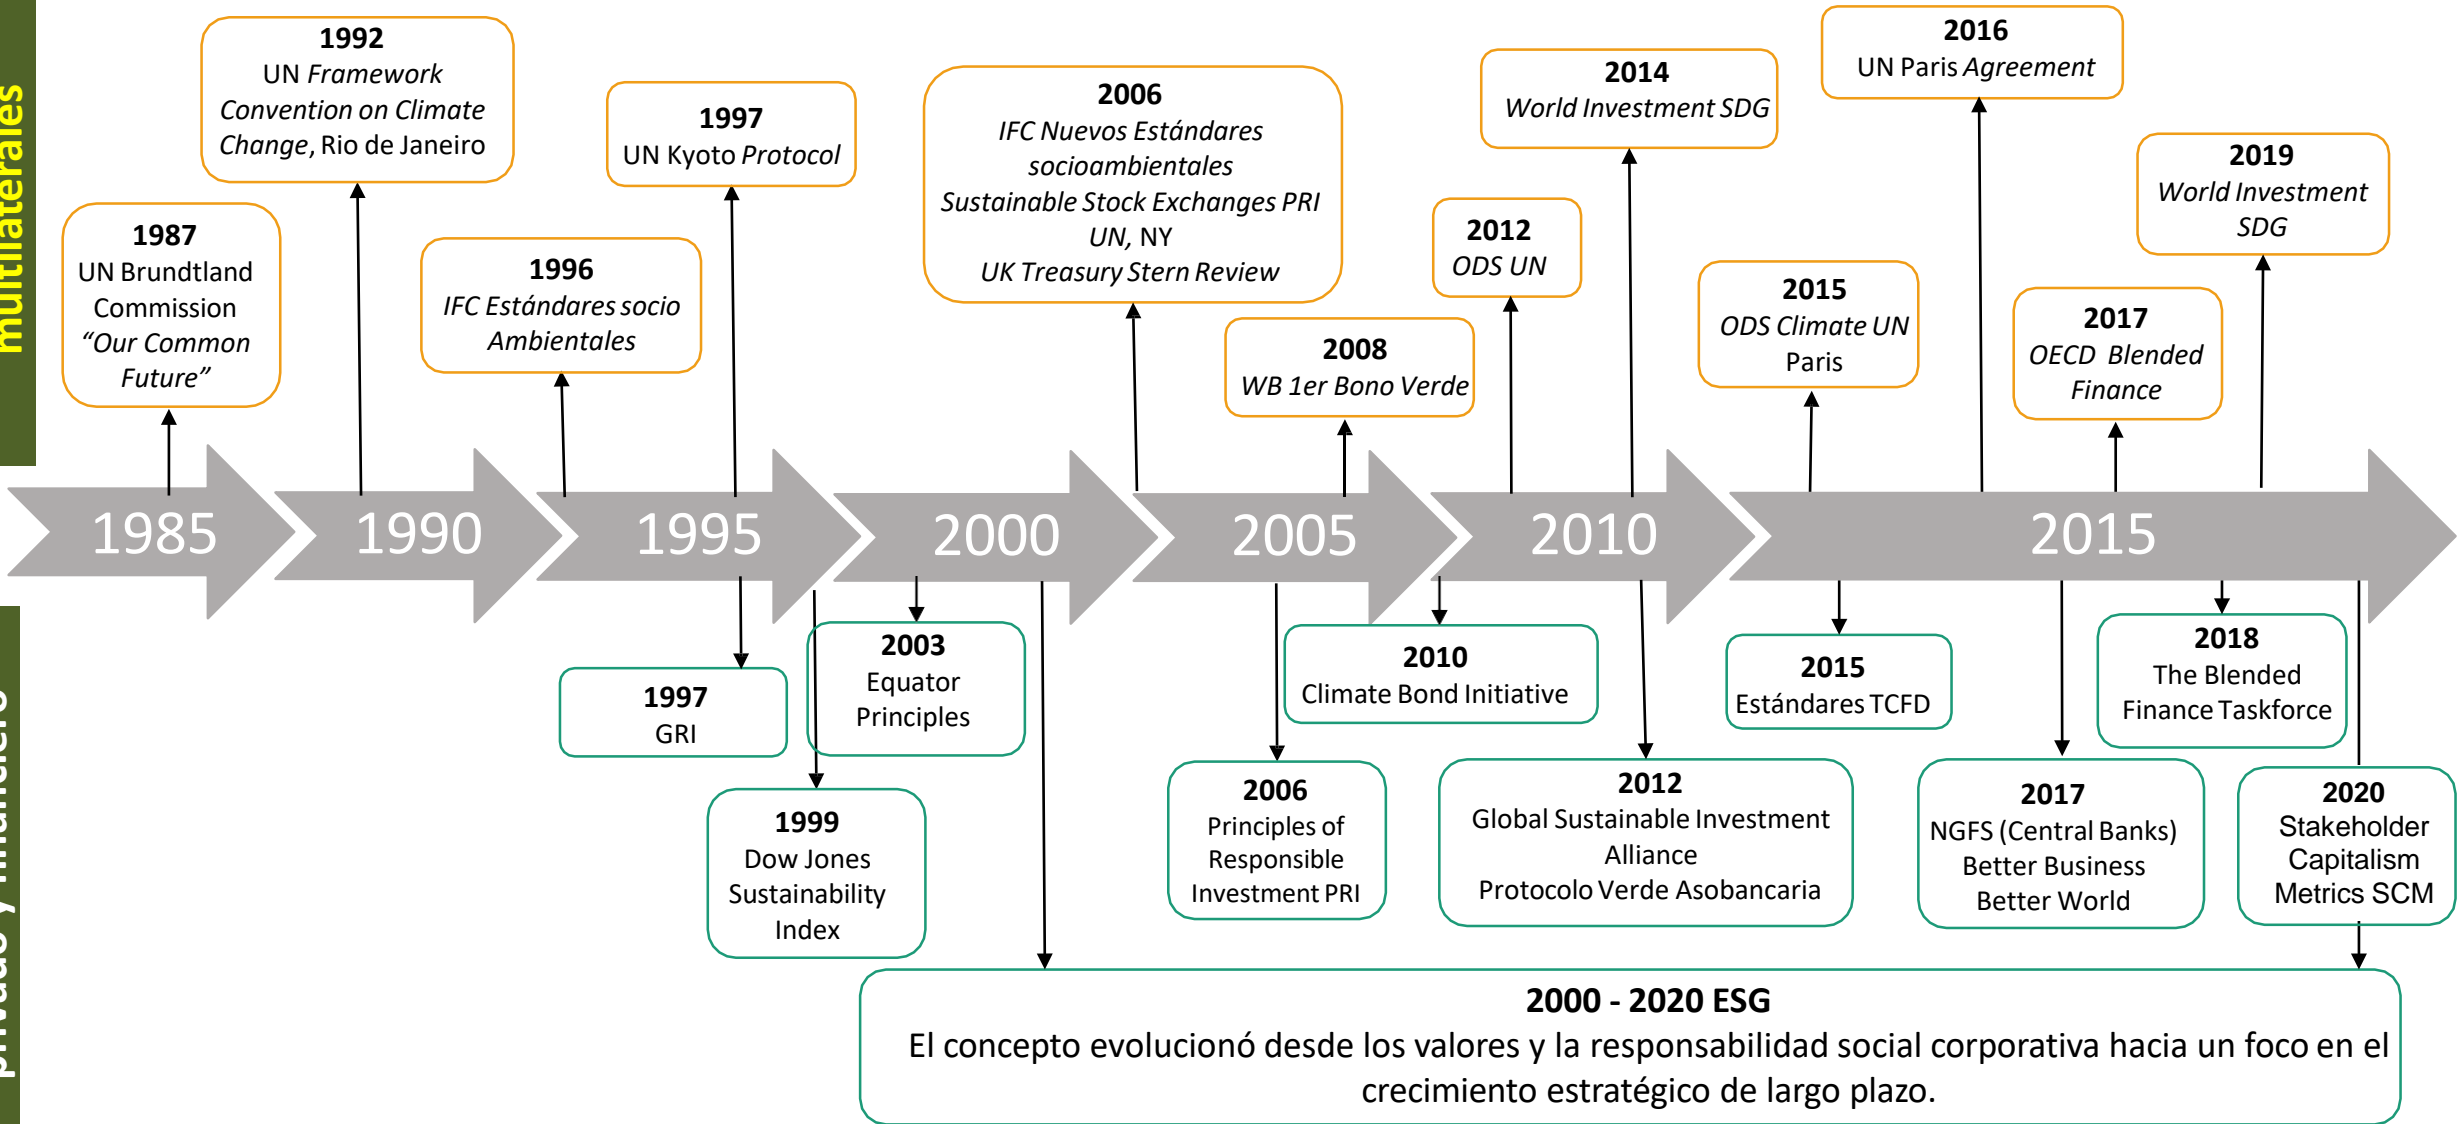 multilaterales
1987
UN Brundtland
Commission
“Our Common
Future”
1992
UN Framework
Convention on Climate
Change, Rio de Janeiro
1996
IFC Estándares socio
Ambientales
1997
UN Kyoto Protocol
2006
IFC Nuevos Estándares
socioambientales
Sustainable Stock Exchanges PRI
UN, NY
UK Treasury Stern Review
2008
WB 1er Bono Verde
2012
ODS UN
2014
World Investment SDG
2015
ODS Climate UN
Paris
2016
UN Paris Agreement
2017
OECD Blended
Finance
2019
World Investment
SDG
1985
1990
1995
2000
2005
2010
2015
privado y financiero
1997
GRI
1999
Dow Jones
Sustainability
Index
2003
Equator
Principles
2006
Principles of
Responsible
Investment PRI
2010
Climate Bond Initiative
2012
Global Sustainable Investment
Alliance
Protocolo Verde Asobancaria
2015
Estándares TCFD
2017
NGFS (Central Banks)
Better Business
Better World
2018
The Blended
Finance Taskforce
2020
Stakeholder
Capitalism
Metrics SCM
2000 - 2020 ESG
El concepto evolucionó desde los valores y la responsabilidad social corporativa hacia un foco en el
crecimiento estratégico de largo plazo.